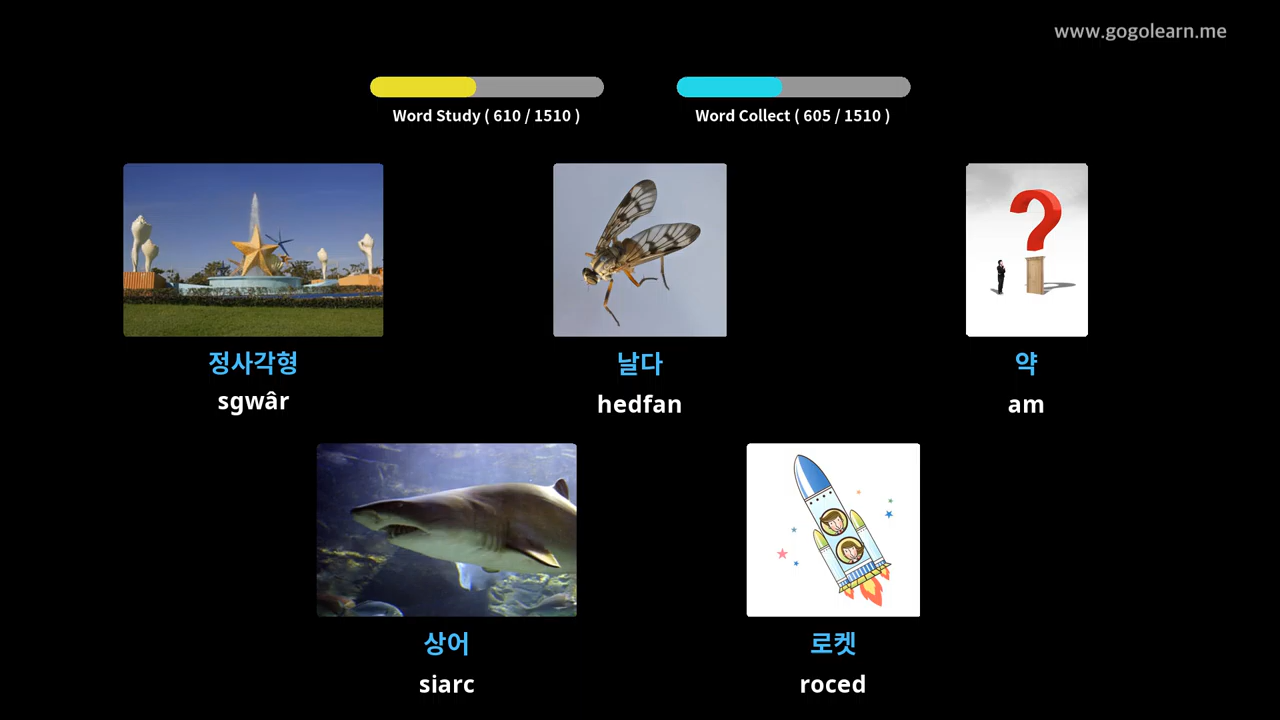 www.gogolearn.me
Word Study ( 610 / 1510 )
Word Collect ( 605 / 1510 )
정사각형
sgwâr
날다
hedfan
약
am
상어
siarc
로켓
roced